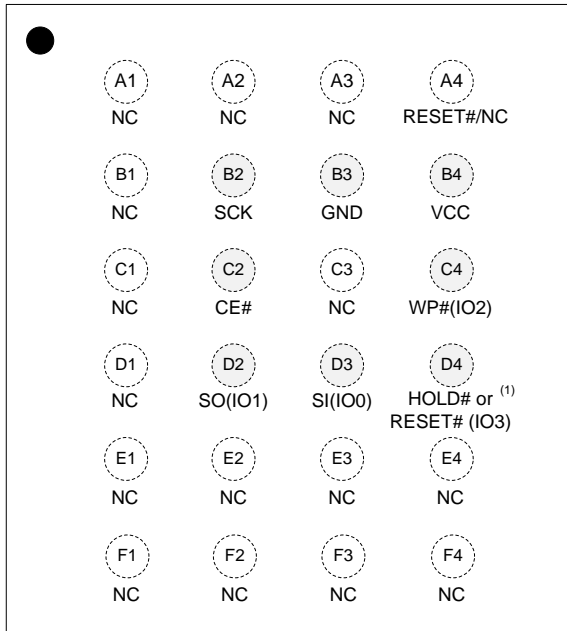 A1 A2 A3 A4
NC NC NC RESET#/NC
B1 B2 B3 B4
NC SCK GND VCC
C1 C2 C3 C4
NC CE# NC WP#(IO2)
D1 D2 D3 D4
NC SO(IO1) SI(IO0) HOLD# or (1)
RESET# (IO3)
E1 E2 E3 E4
NC NC NC NC
F1 F2 F3 F4
NC NC NC NC